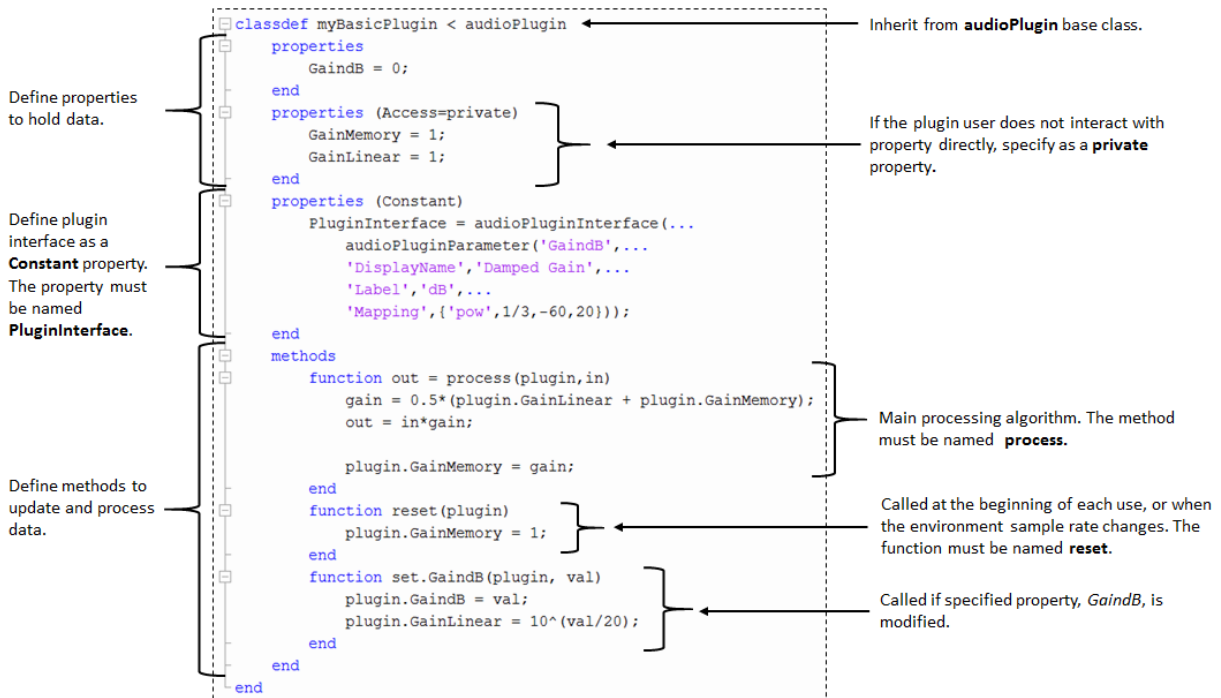 classdef myBasicPlugin < audioPlugin
Inherit from audioPlugin base class.
properties
GaindB = 0;
end
Define properties
to hold data.
properties (Access=private)
GainMemory = 1;
GainLinear = 1;
end
If the plugin user does not interact with
property directly, specify as a private
property.
properties (Constant)
PluginInterface = audioPluginInterface(...
audioPluginParameter('GaindB',...
'DisplayName','Damped Gain',...
'Label','dB',...
'Mapping',{'pow',1/3,-60,20}));
end
Define plugin
interface as a
Constant property.
The property must
be named
PluginInterface.
methods
function out = process(plugin,in)
gain = 0.5*(plugin.GainLinear + plugin.GainMemory);
out = in*gain;
plugin.GainMemory = gain;
end
Main processing algorithm. The method
must be named process.
Define methods to
update and process
data.
function reset(plugin)
plugin.GainMemory = 1;
end
Called at the beginning of each use, or when
the environment sample rate changes. The
function must be named reset.
function set.GaindB(plugin, val)
plugin.GaindB = val;
plugin.GainLinear = 10^(val/20);
end
Called if specified property, GaindB, is
modified.
end
end